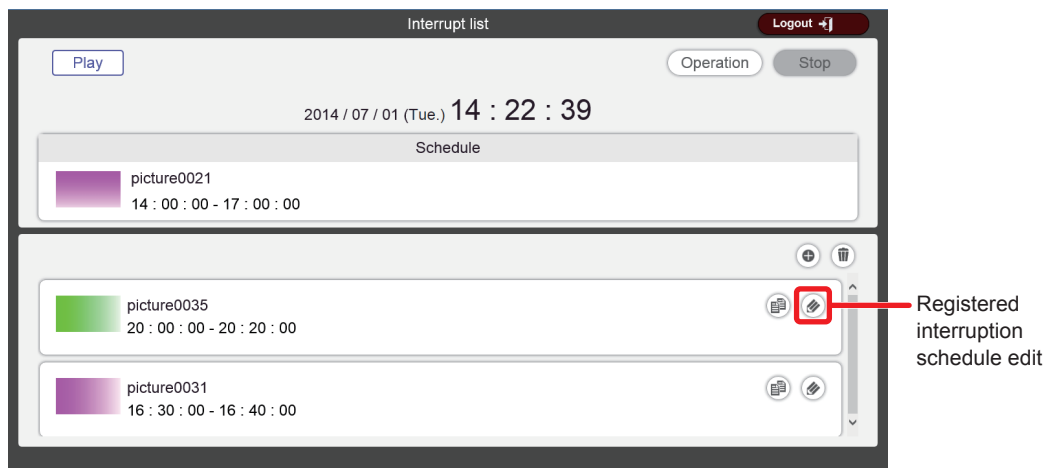 Interrupt list
Logout
Play
Operation
Stop
2014 / 07 / 01 (Tue.) 14 : 22 : 39
Schedule
picture0021
14 : 00 : 00 - 17 : 00 : 00
picture0035
20 : 00 : 00 - 20 : 20 : 00
Registered
interruption
schedule edit
picture0031
16 : 30 : 00 - 16 : 40 : 00